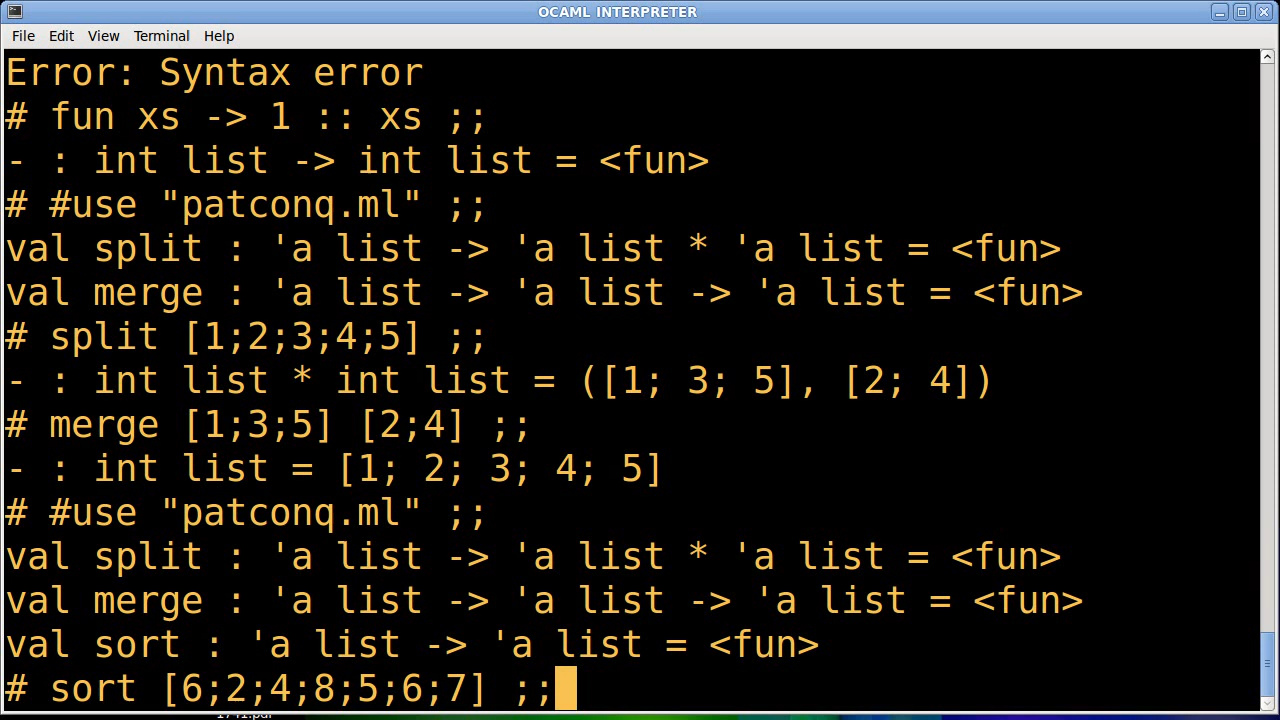 OCAML INTERPRETER
File Edit View Terminal Help
Error: Syntax error
# fun xs -> 1 :: xs ;;
- : int list -> int list = <fun>
# #use "patconq.ml" ;;
val split : 'a list -> 'a list * 'a list = <fun>
val merge : 'a list -> 'a list -> 'a list = <fun>
# split [1;2;3;4;5] ;;
- : int list * int list = ([1; 3; 5], [2; 4])
# merge [1;3;5] [2;4] ;;
- : int list = [1; 2; 3; 4; 5]
# #use "patconq.ml" ;;
val split : 'a list -> 'a list * 'a list = <fun>
val merge : 'a list -> 'a list -> 'a list = <fun>
val sort : 'a list -> 'a list = <fun>
# sort [6;2;4;8;5;6;7] ;;